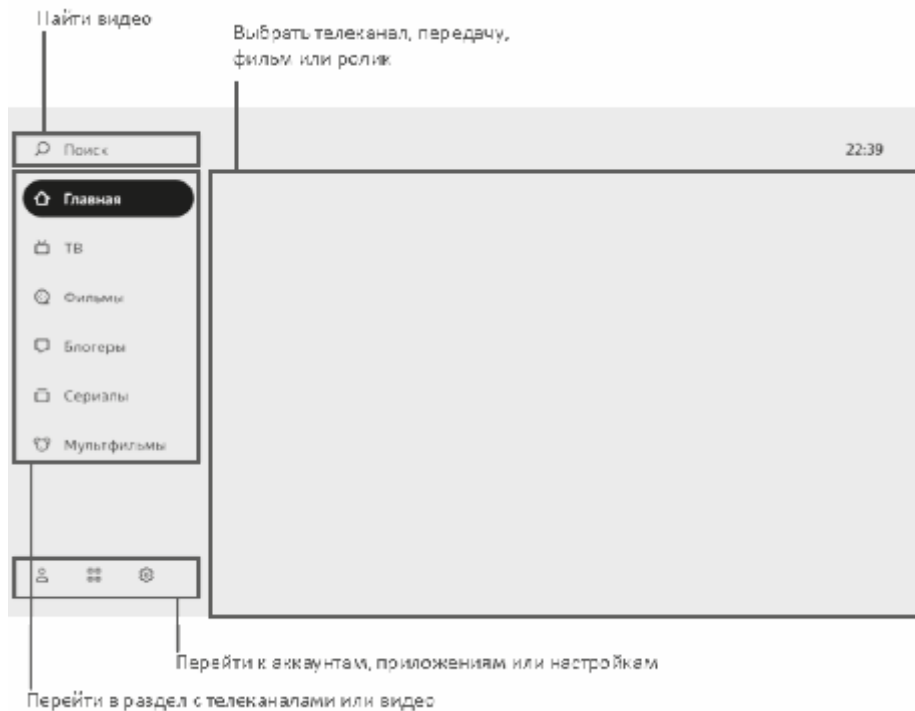 Найти видео
Выбрать телеканал, передачу,
фильм или ролик
Поиск
22:39
Главная
ТВ
Фильмы
Блогеры
Сериалы
Мультфильмы
Перейти к аккаунтам, приложениям или настройкам
Перейти в раздел с телеканалами или видео